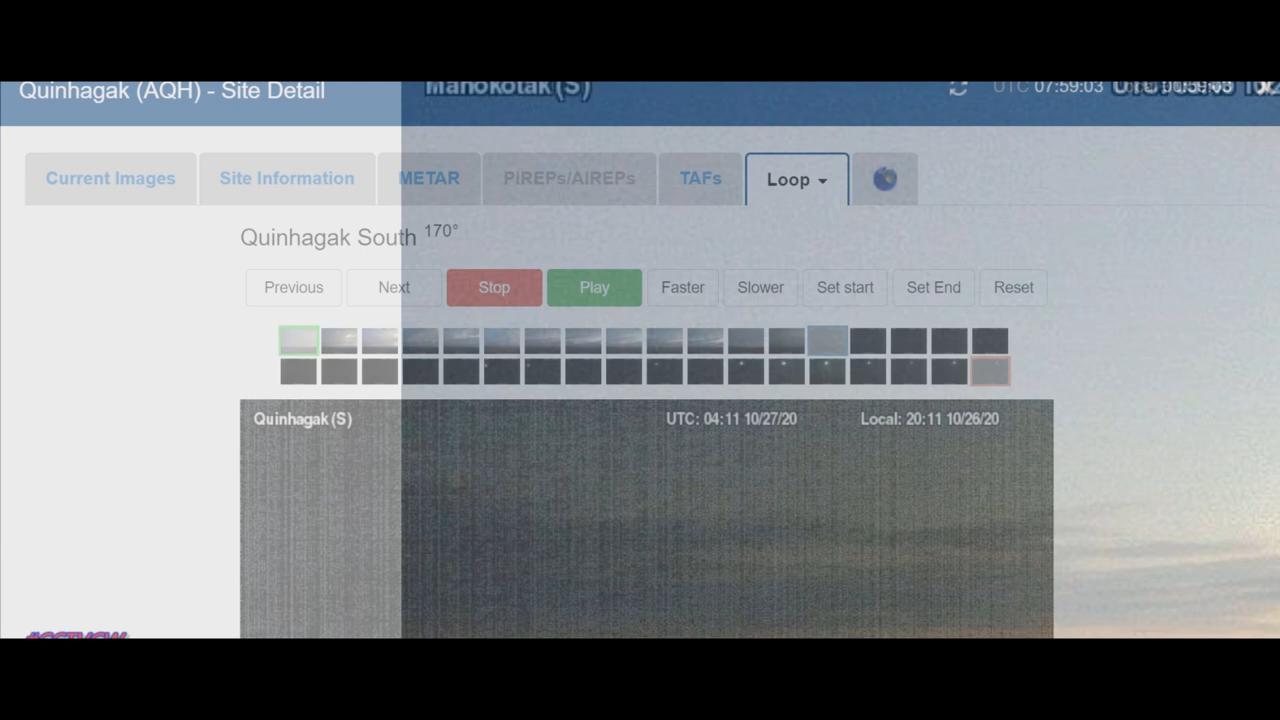 Quinhagak (AQH) - Site Detail
Manokotak (S)
UTC 07:59:03
Current Images
Site Information
METAR
PIREPs/AIREPs
TAFs
Loop
Quinhagak South 170°
Previous
Next
Stop
Play
Faster
Slower
Set start
Set End
Reset
Quinhagak (S)
UTC: 04:11 10/27/20
Local: 20:11 10/26/20